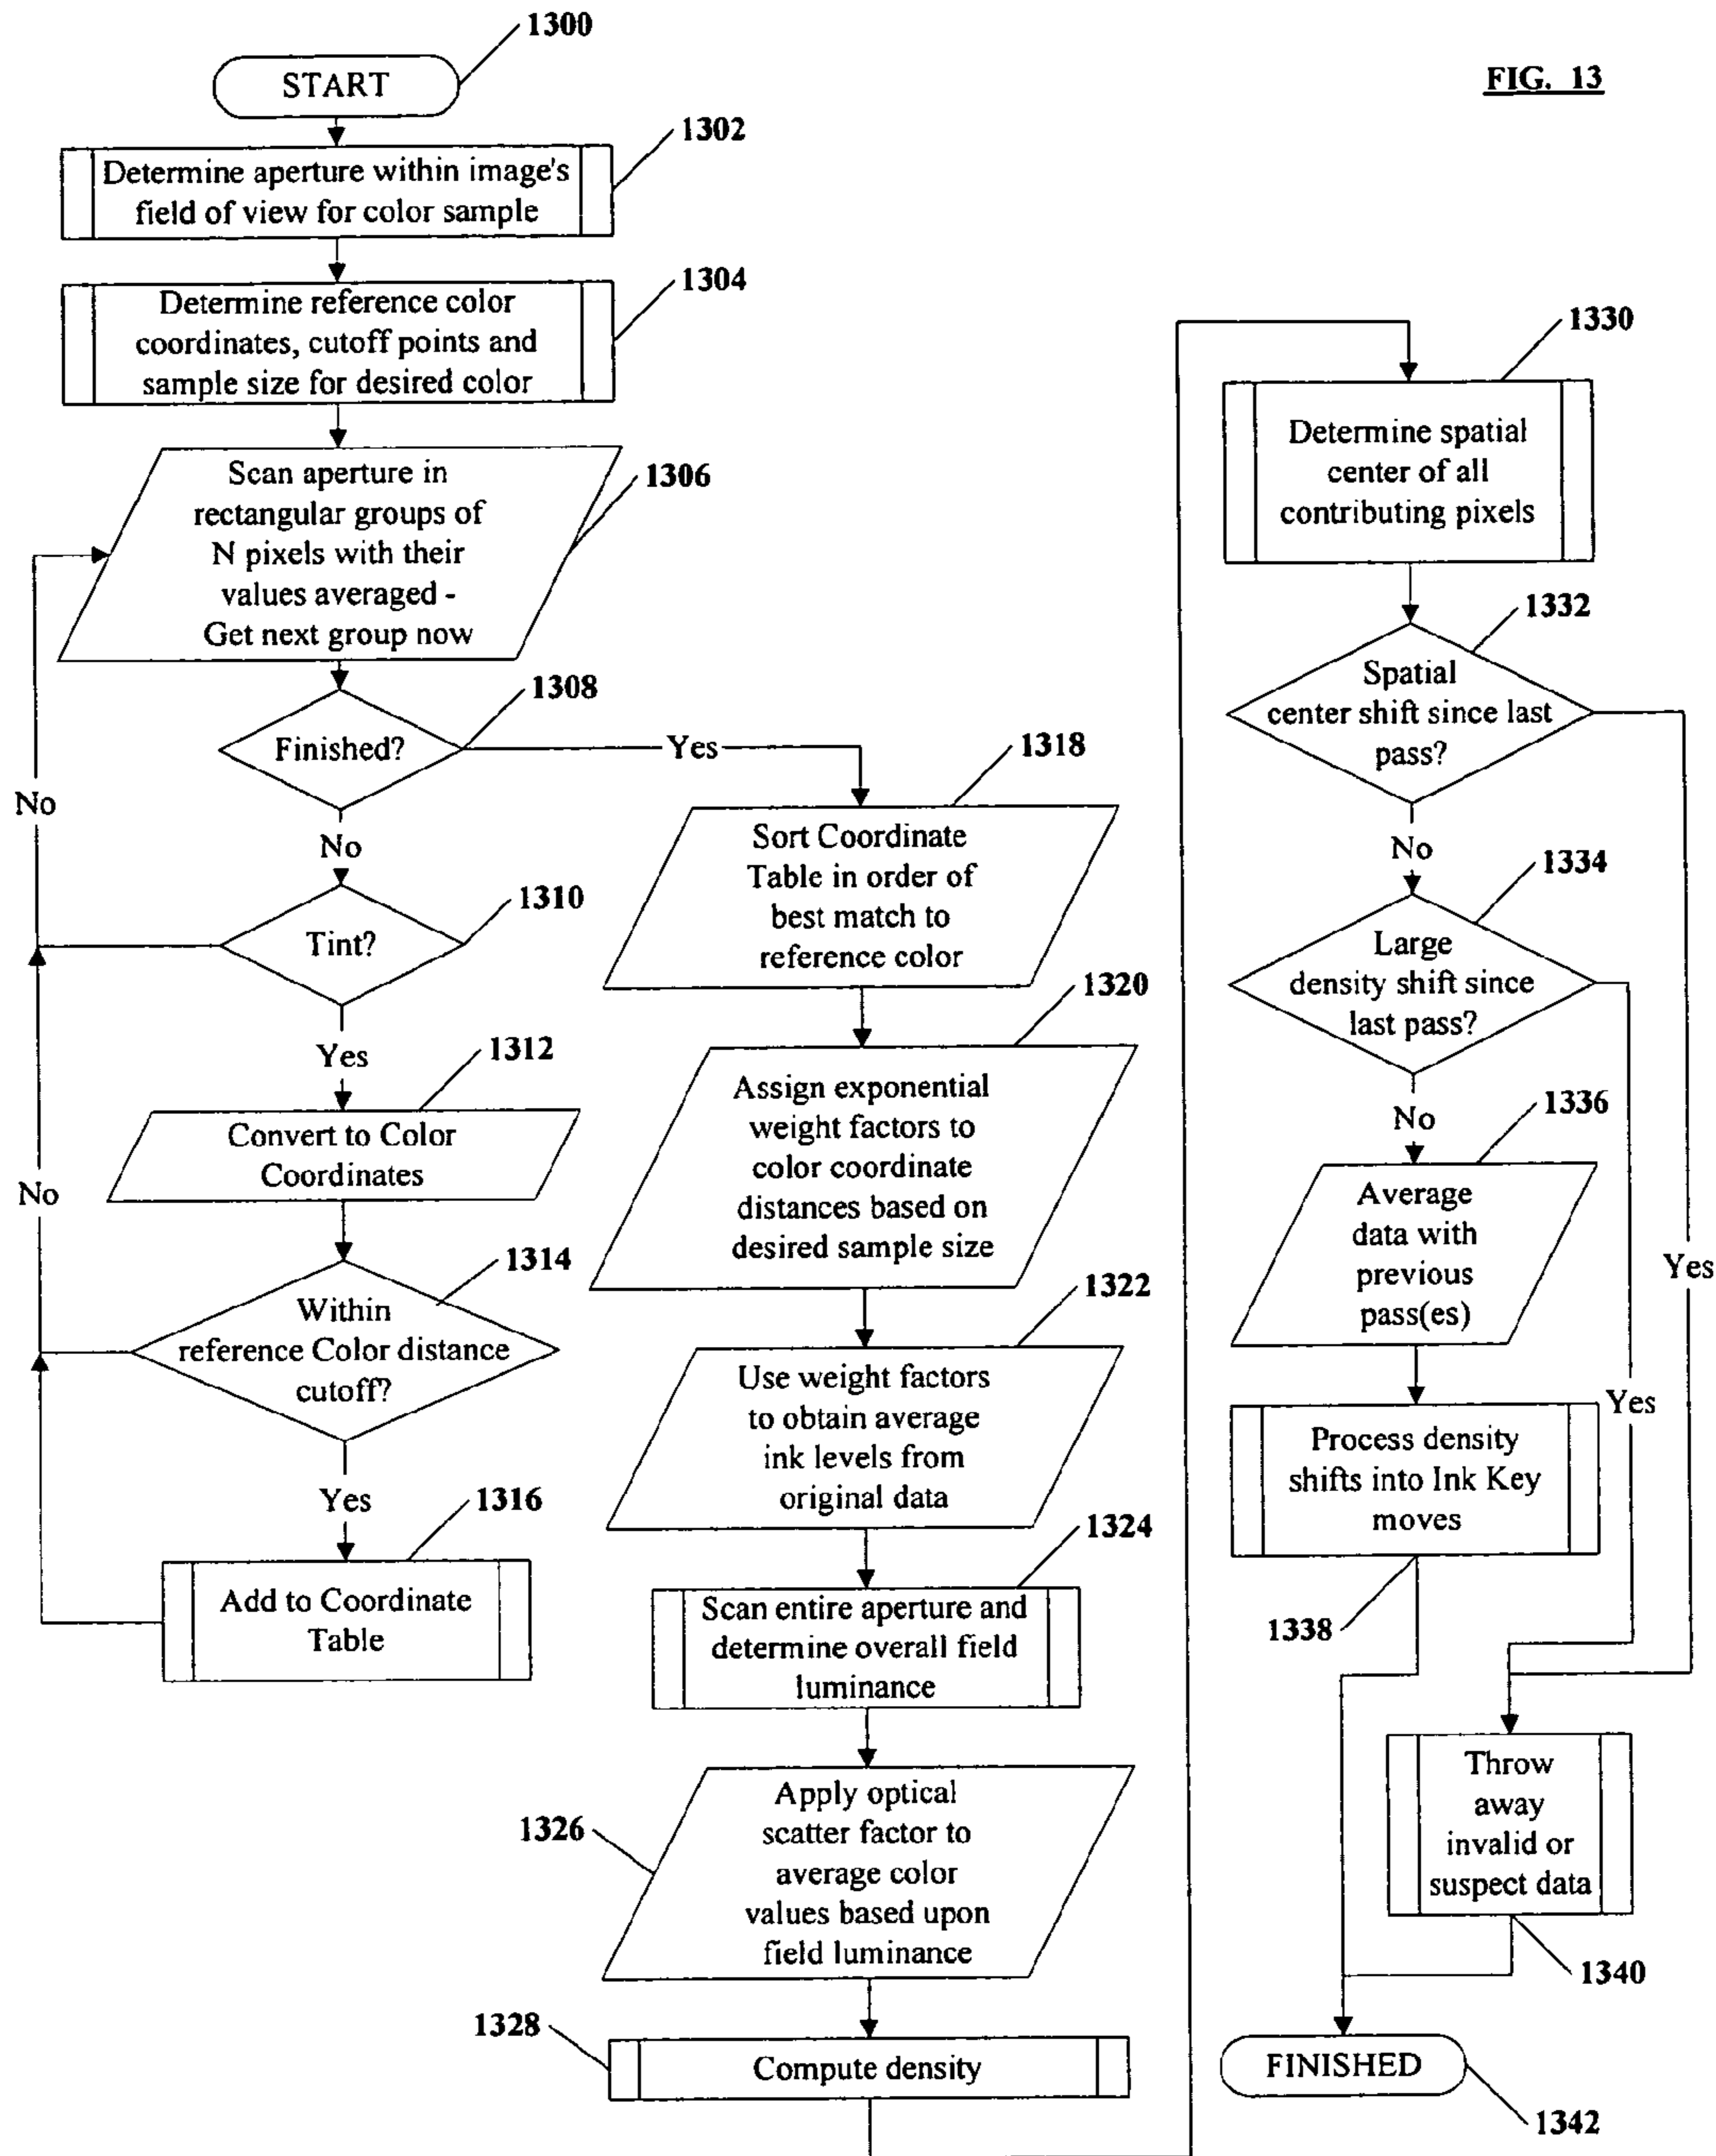 1300
START
FIG. 13
1302
Determine aperture within image's
field of view for color sample
1304
Determine reference color
coordinates, cutoff points and
sample size for desired color
1306
Scan aperture in
rectangular groups of
N pixels with their
values averaged -
Get next group now
1308
Finished?
Yes
No
No
1310
Tint?
Yes
1312
Convert to Color
Coordinates
No
1314
Within
reference Color distance
cutoff?
Yes
1316
Add to Coordinate
Table
1318
Sort Coordinate
Table in order of
best match to
reference color
1320
Assign exponential
weight factors to
color coordinate
distances based on
desired sample size
1322
Use weight factors
to obtain average
ink levels from
original data
1324
Scan entire aperture and
determine overall field
luminance
1326
Apply optical
scatter factor to
average color
values based upon
field luminance
1328
Compute density
1330
Determine spatial
center of all
contributing pixels
1332
Spatial
center shift since last
pass?
No
Yes
1334
Large
density shift since
last pass?
No
Yes
1336
Average
data with
previous
pass(es)
Process density
shifts into Ink Key
moves
1338
Throw
away
invalid or
suspect data
1340
FINISHED
1342